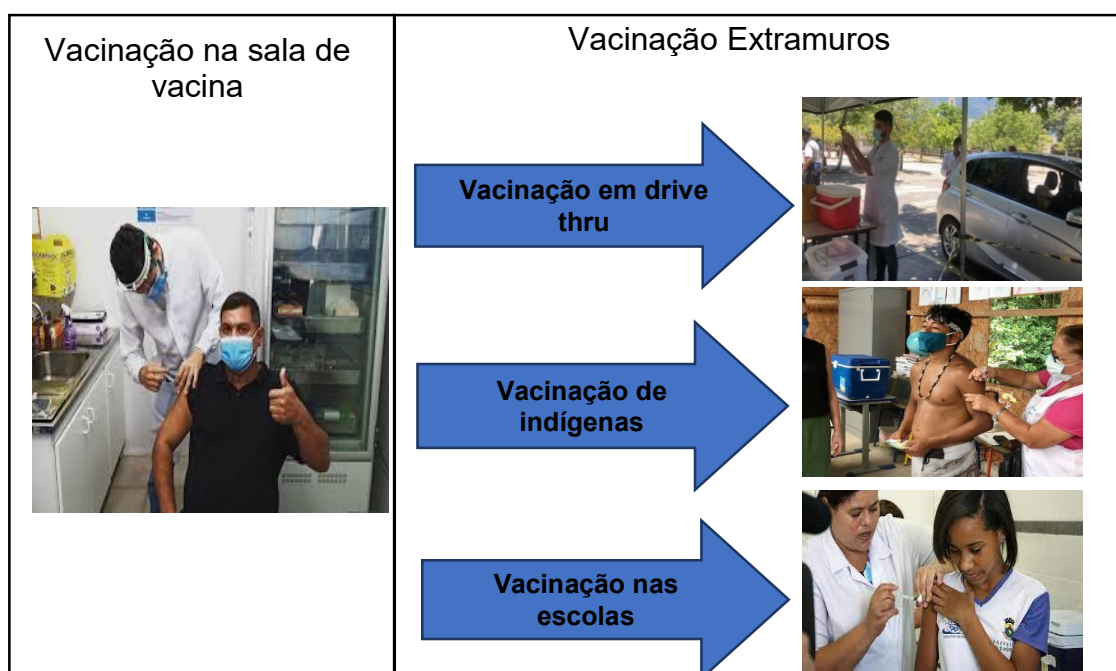 Vacinação na sala de
vacina
Vacinação Extramuros
Vacinação em drive
thru
Vacinação de
indígenas
Vacinação nas
escolas